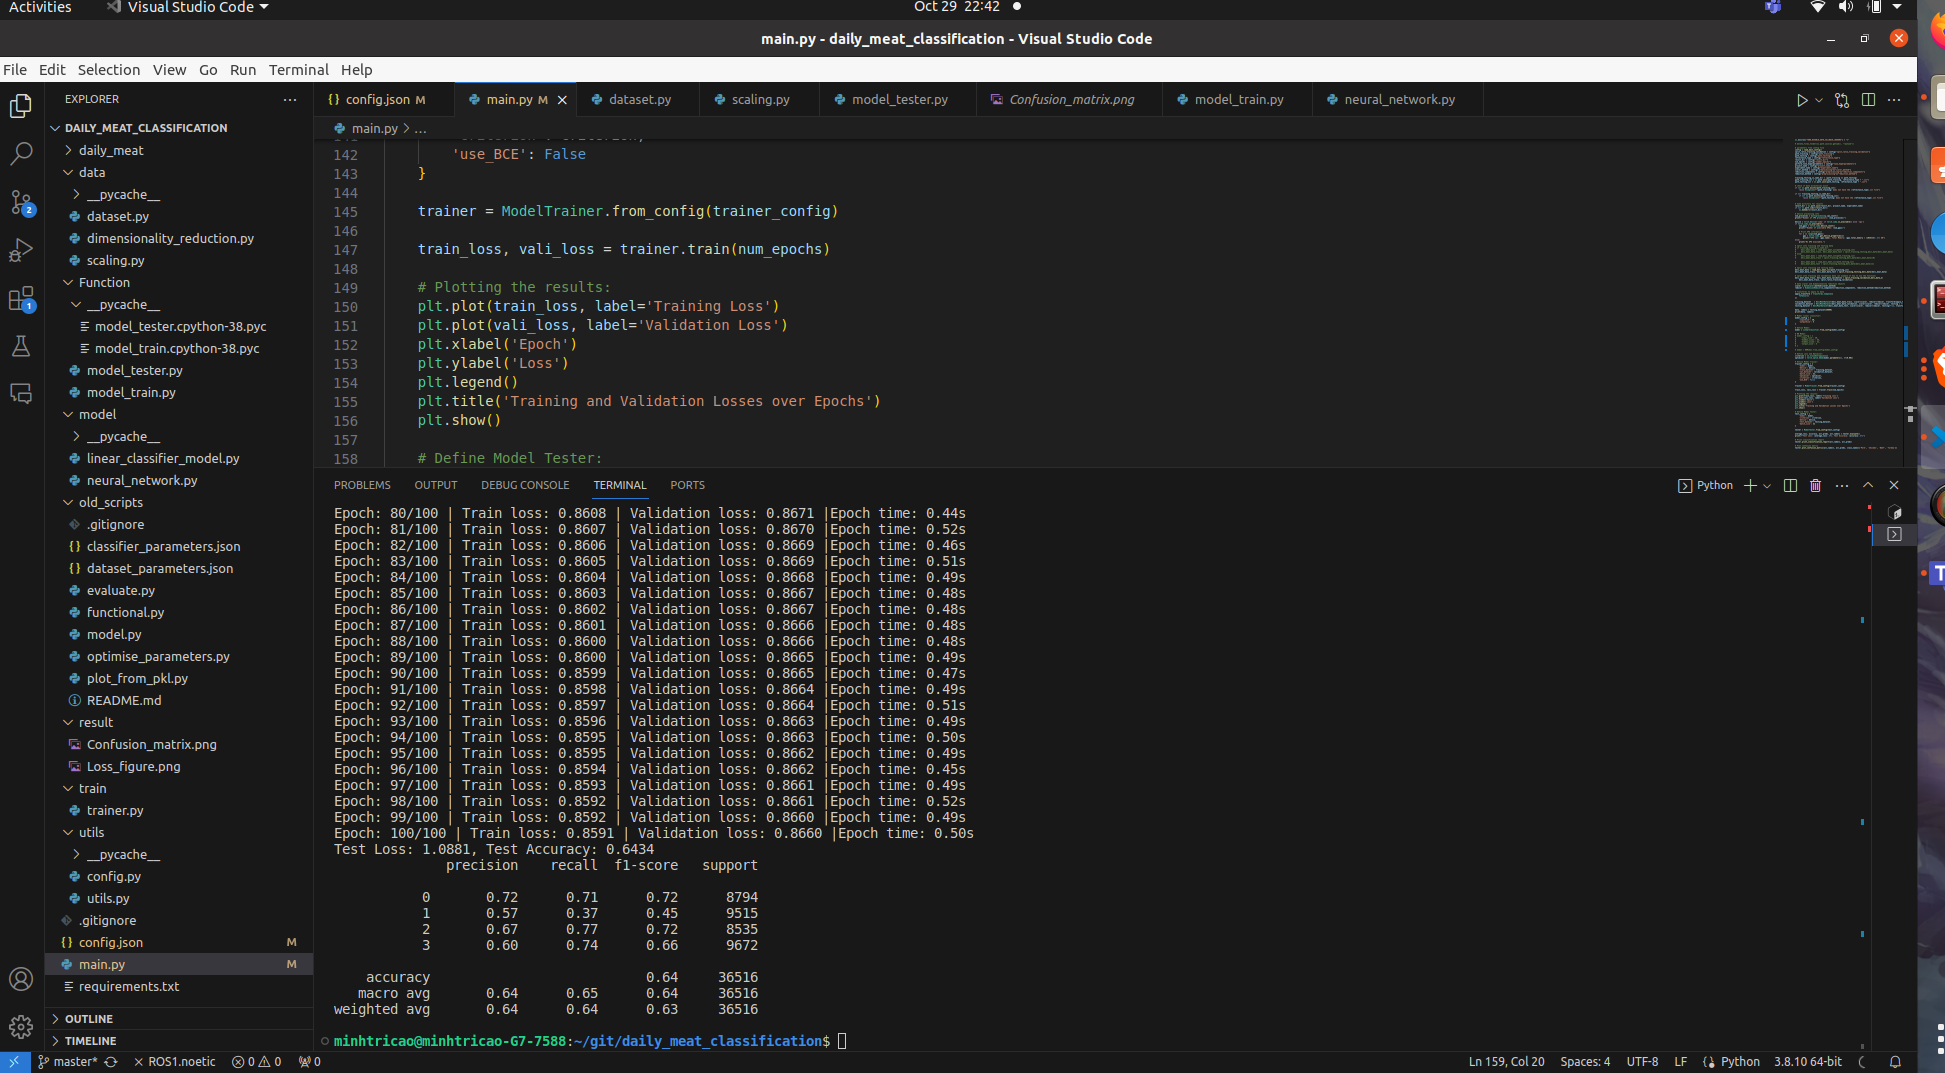 Activities
Visual Studio Code
Oct 29 22:42
main.py - daily_meat_classification - Visual Studio Code
File Edit Selection View Go Run Terminal Help
EXPLORER
DAILY_MEAT_CLASSIFICATION
daily_meat
data
__pycache__
dataset.py
dimensionality_reduction.py
scaling.py
Function
__pycache__
model_tester.cpython-38.pyc
model_train.cpython-38.pyc
model_tester.py
model_train.py
model
__pycache__
linear_classifier_model.py
neural_network.py
old_scripts
.gitignore
classifier_parameters.json
dataset_parameters.json
evaluate.py
functional.py
model.py
optimise_parameters.py
plot_from_pkl.py
README.md
result
Confusion_matrix.png
Loss_figure.png
train
trainer.py
utils
__pycache__
config.py
utils.py
.gitignore
config.json M
main.py M
requirements.txt
OUTLINE
TIMELINE
2
1
config.json M main.py M dataset.py scaling.py model_tester.py Confusion_matrix.png model_train.py neural_network.py
main.py > ...
142 'use_BCE': False
143 }
144
145 trainer = ModelTrainer.from_config(trainer_config)
146
147 train_loss, vali_loss = trainer.train(num_epochs)
148
149 # Plotting the results:
150 plt.plot(train_loss, label='Training Loss')
151 plt.plot(vali_loss, label='Validation Loss')
152 plt.xlabel('Epoch')
153 plt.ylabel('Loss')
154 plt.legend()
155 plt.title('Training and Validation Losses over Epochs')
156 plt.show()
157
158 # Define Model Tester:
PROBLEMS OUTPUT DEBUG CONSOLE TERMINAL PORTS
Python
Epoch: 80/100 | Train loss: 0.8608 | Validation loss: 0.8671 |Epoch time: 0.44s
Epoch: 81/100 | Train loss: 0.8607 | Validation loss: 0.8670 |Epoch time: 0.52s
Epoch: 82/100 | Train loss: 0.8606 | Validation loss: 0.8669 |Epoch time: 0.46s
Epoch: 83/100 | Train loss: 0.8605 | Validation loss: 0.8669 |Epoch time: 0.51s
Epoch: 84/100 | Train loss: 0.8604 | Validation loss: 0.8668 |Epoch time: 0.49s
Epoch: 85/100 | Train loss: 0.8603 | Validation loss: 0.8667 |Epoch time: 0.48s
Epoch: 86/100 | Train loss: 0.8602 | Validation loss: 0.8667 |Epoch time: 0.48s
Epoch: 87/100 | Train loss: 0.8601 | Validation loss: 0.8666 |Epoch time: 0.48s
Epoch: 88/100 | Train loss: 0.8600 | Validation loss: 0.8666 |Epoch time: 0.48s
Epoch: 89/100 | Train loss: 0.8600 | Validation loss: 0.8665 |Epoch time: 0.49s
Epoch: 90/100 | Train loss: 0.8599 | Validation loss: 0.8665 |Epoch time: 0.47s
Epoch: 91/100 | Train loss: 0.8598 | Validation loss: 0.8664 |Epoch time: 0.49s
Epoch: 92/100 | Train loss: 0.8597 | Validation loss: 0.8664 |Epoch time: 0.51s
Epoch: 93/100 | Train loss: 0.8596 | Validation loss: 0.8663 |Epoch time: 0.49s
Epoch: 94/100 | Train loss: 0.8595 | Validation loss: 0.8663 |Epoch time: 0.50s
Epoch: 95/100 | Train loss: 0.8595 | Validation loss: 0.8662 |Epoch time: 0.49s
Epoch: 96/100 | Train loss: 0.8594 | Validation loss: 0.8662 |Epoch time: 0.45s
Epoch: 97/100 | Train loss: 0.8593 | Validation loss: 0.8661 |Epoch time: 0.49s
Epoch: 98/100 | Train loss: 0.8592 | Validation loss: 0.8661 |Epoch time: 0.52s
Epoch: 99/100 | Train loss: 0.8592 | Validation loss: 0.8660 |Epoch time: 0.49s
Epoch: 100/100 | Train loss: 0.8591 | Validation loss: 0.8660 |Epoch time: 0.50s
Test Loss: 1.0881, Test Accuracy: 0.6434
precision recall f1-score support
0 0.72 0.71 0.72 8794
1 0.57 0.37 0.45 9515
2 0.67 0.77 0.72 8535
3 0.60 0.74 0.66 9672
accuracy 0.64 36516
macro avg 0.64 0.65 0.64 36516
weighted avg 0.64 0.64 0.63 36516
minhtricao@minhtricao-G7-7588:~/git/daily_meat_classification$
master* ROS1.noetic 0 0 0
Ln 159, Col 20 Spaces: 4 UTF-8 LF Python 3.8.10 64-bit